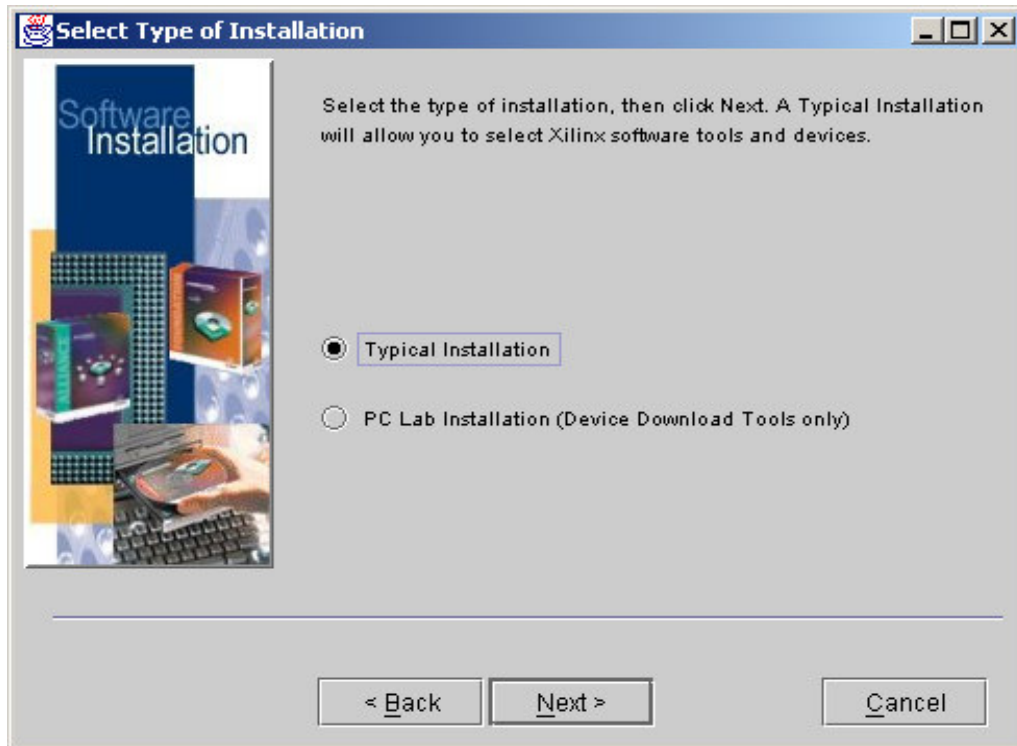 Select Type of Installation
Software
Installation
Select the type of installation, then click Next. A Typical Installation
will allow you to select Xilinx software tools and devices.
ALLIANCE
Typical Installation
PC Lab Installation (Device Download Tools only)
< Back
Next >
Cancel